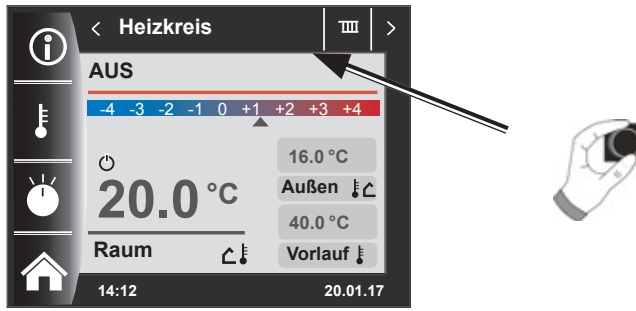 < Heizkreis >
AUS
-4 -3 -2 -1 0 +1 +2 +3 +4
16.0 °C
Außen
20.0 °C
40.0 °C
Raum
Vorlauf
14:12 20.01.17